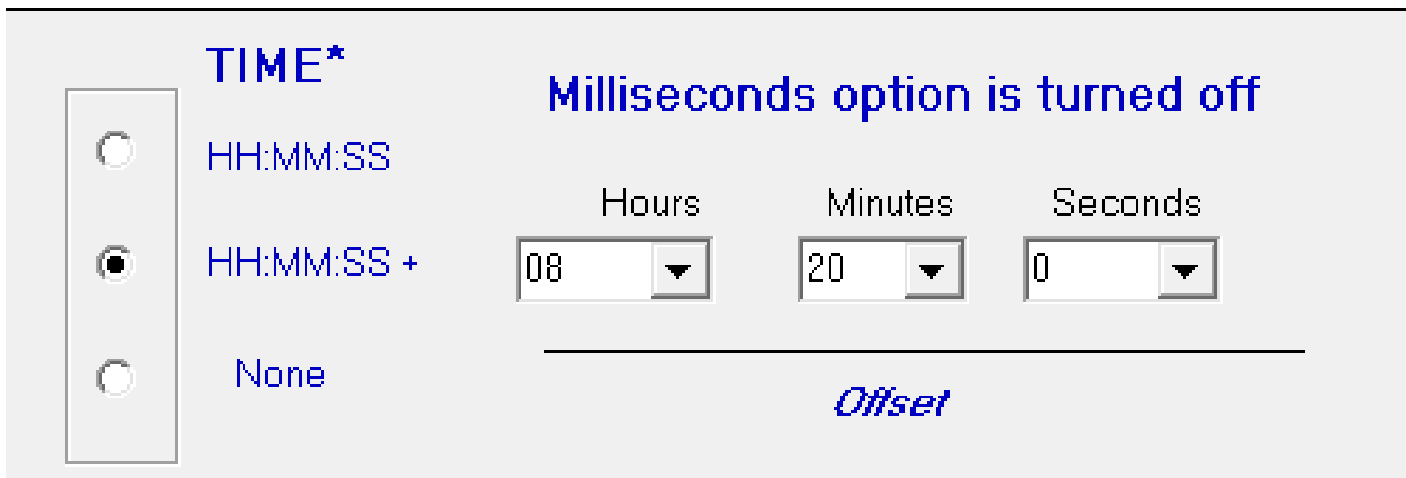 TIME*
Milliseconds option is turned off
HH:MM:SS
Hours Minutes Seconds
HH:MM:SS + 08 20 0
None
Offset